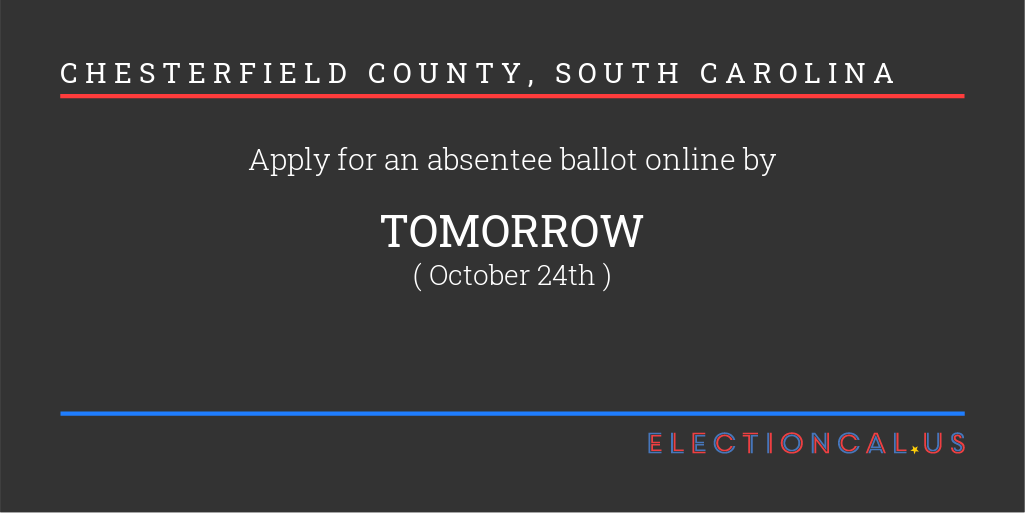 CHESTERFIELD COUNTY, SOUTH CAROLINA
Apply for an absentee ballot online by
TOMORROW
( October 24th )
ELECTIONCAL.US